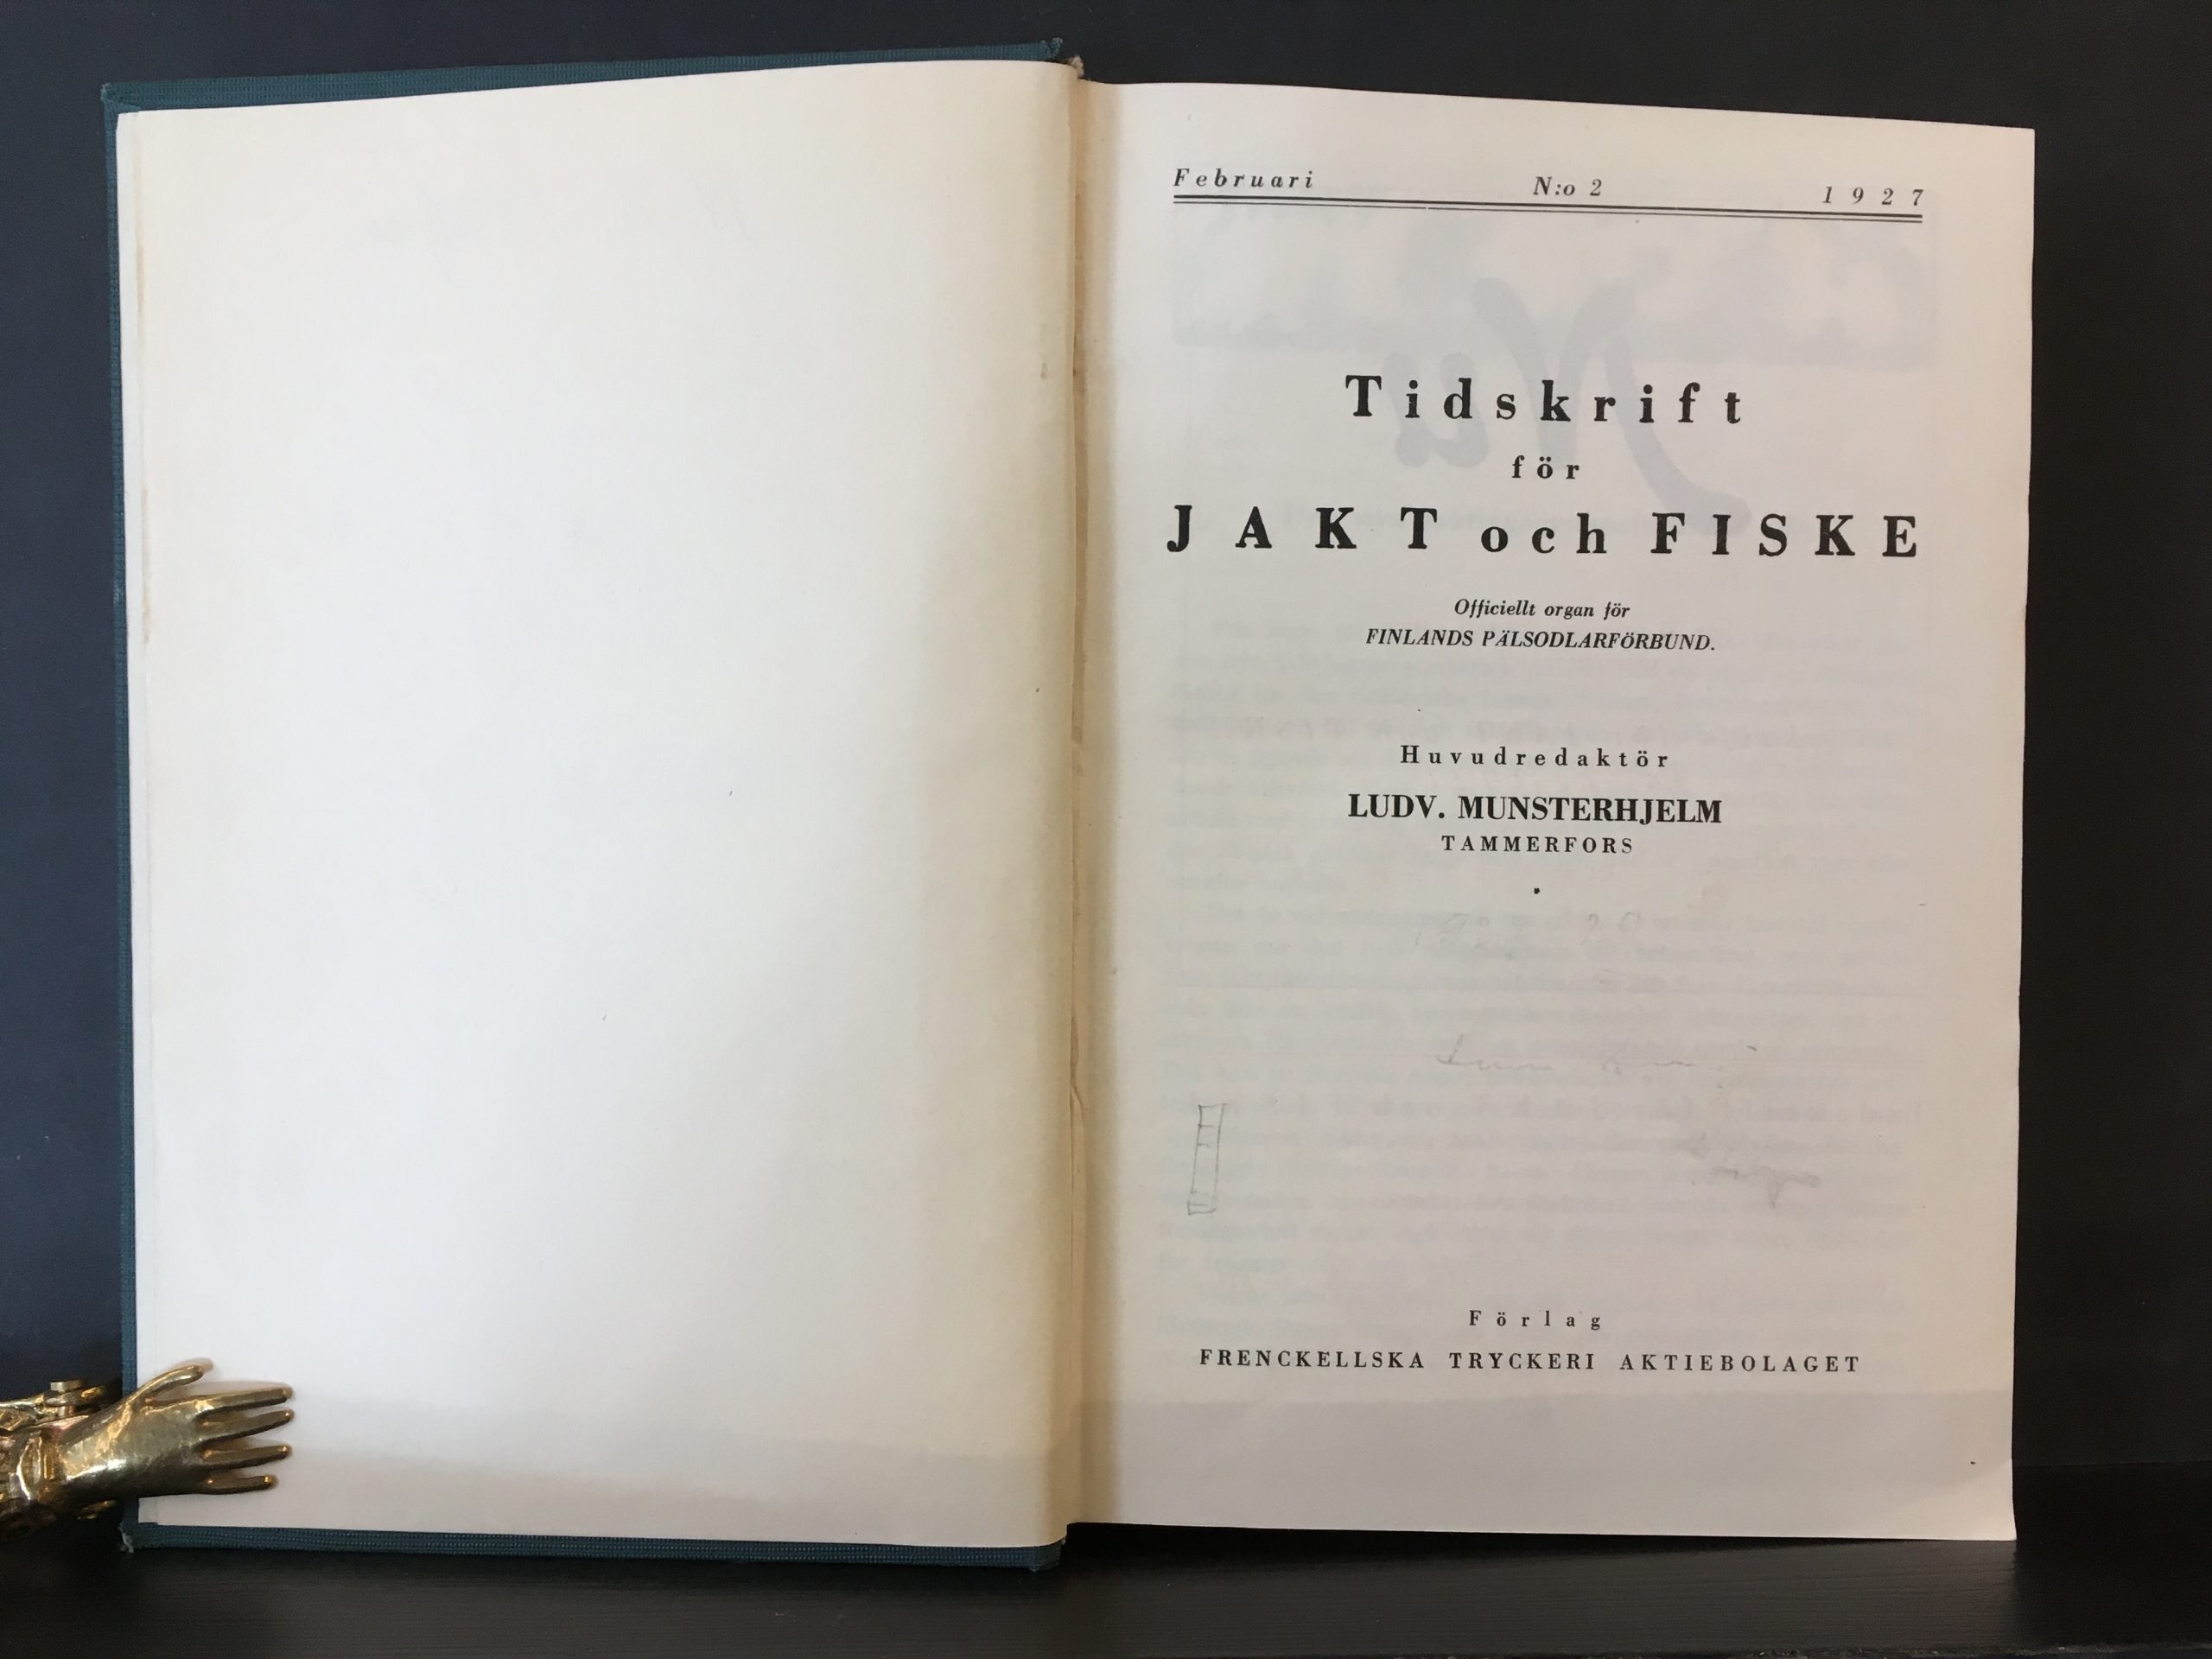 Februari N:o 2 1927
Tidskrift
för
JAKT och FISKE
Officiellt organ för
FINLANDS PÄLSODLARFÖRBUND.
Huvudredaktör
LUDV. MUNSTERHJELM
TAMMERFORS
Förlag
FRENCKELLSKA TRYCKERI AKTIEBOLAGET